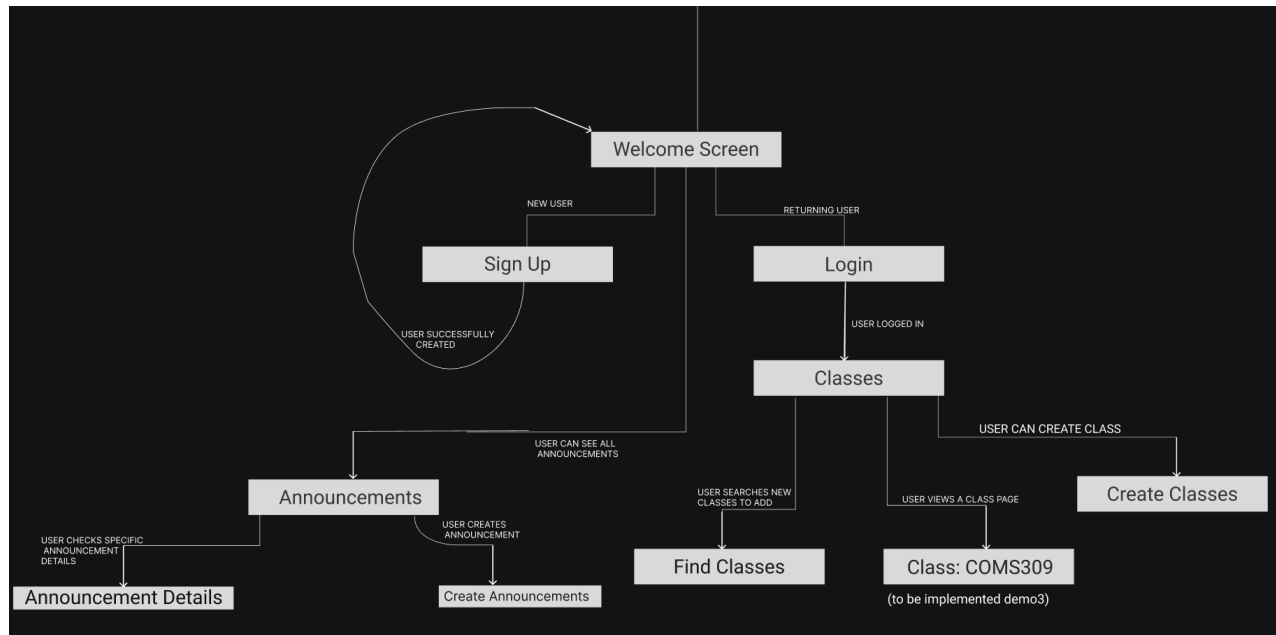 Welcome Screen
NEW USER
RETURNING USER
Sign Up
Login
USER SUCCESSFULLY
CREATED
USER LOGGED IN
Classes
USER CAN SEE ALL
ANNOUNCEMENTS
USER CAN CREATE CLASS
Announcements
USER SEARCHES NEW
CLASSES TO ADD
USER VIEWS A CLASS PAGE
Create Classes
USER CHECKS SPECIFIC
ANNOUNCEMENT
DETAILS
USER CREATES
ANNOUNCEMENT
Find Classes
Class: COMS309
Announcement Details
Create Announcements
(to be implemented demo3)